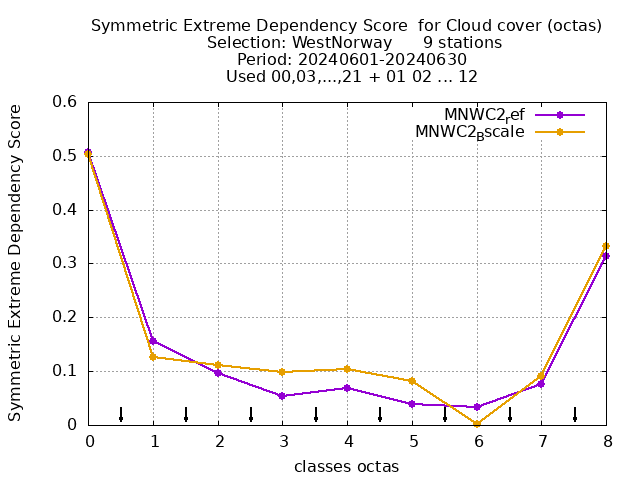 Symmetric Extreme Dependency Score  for Cloud cover (octas)
Selection: WestNorway      9 stations
Period: 20240601-20240630
Used 00,03,...,21 + 01 02 ... 12
Symmetric Extreme Dependency Score
0.6
0.5
0.4
0.3
0.2
0.1
0
MNWC2ref
MNWC2Bscale
0 1 2 3 4 5 6 7 8
classes octas